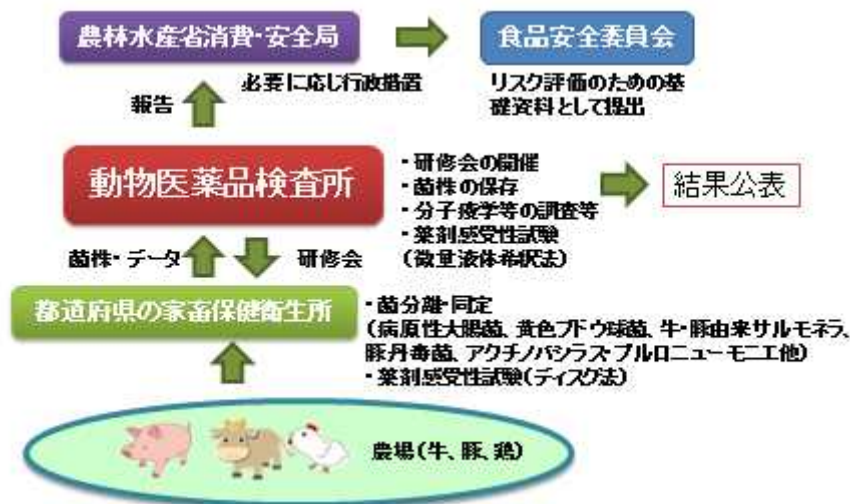 農林水産省消費・安全局
食品安全委員会
報告
必要に応じ行政措置
リスク評価のための基
礎資料として提出
動物医薬品検査所
・研修会の開催
・菌株の保存
・分子疫学等の調査等
・薬剤感受性試験
(微量液体希釈法)
結果公表
菌株・データ
研修会
都道府県の家畜保健衛生所
・菌分離・同定
(病原性大腸菌、黄色ブドウ球菌、牛・豚由来サルモネラ、
豚丹毒菌、アクチノバシラス・プルロニューモニエ他)
・薬剤感受性試験(ディスク法)
農場(牛、豚、鶏)